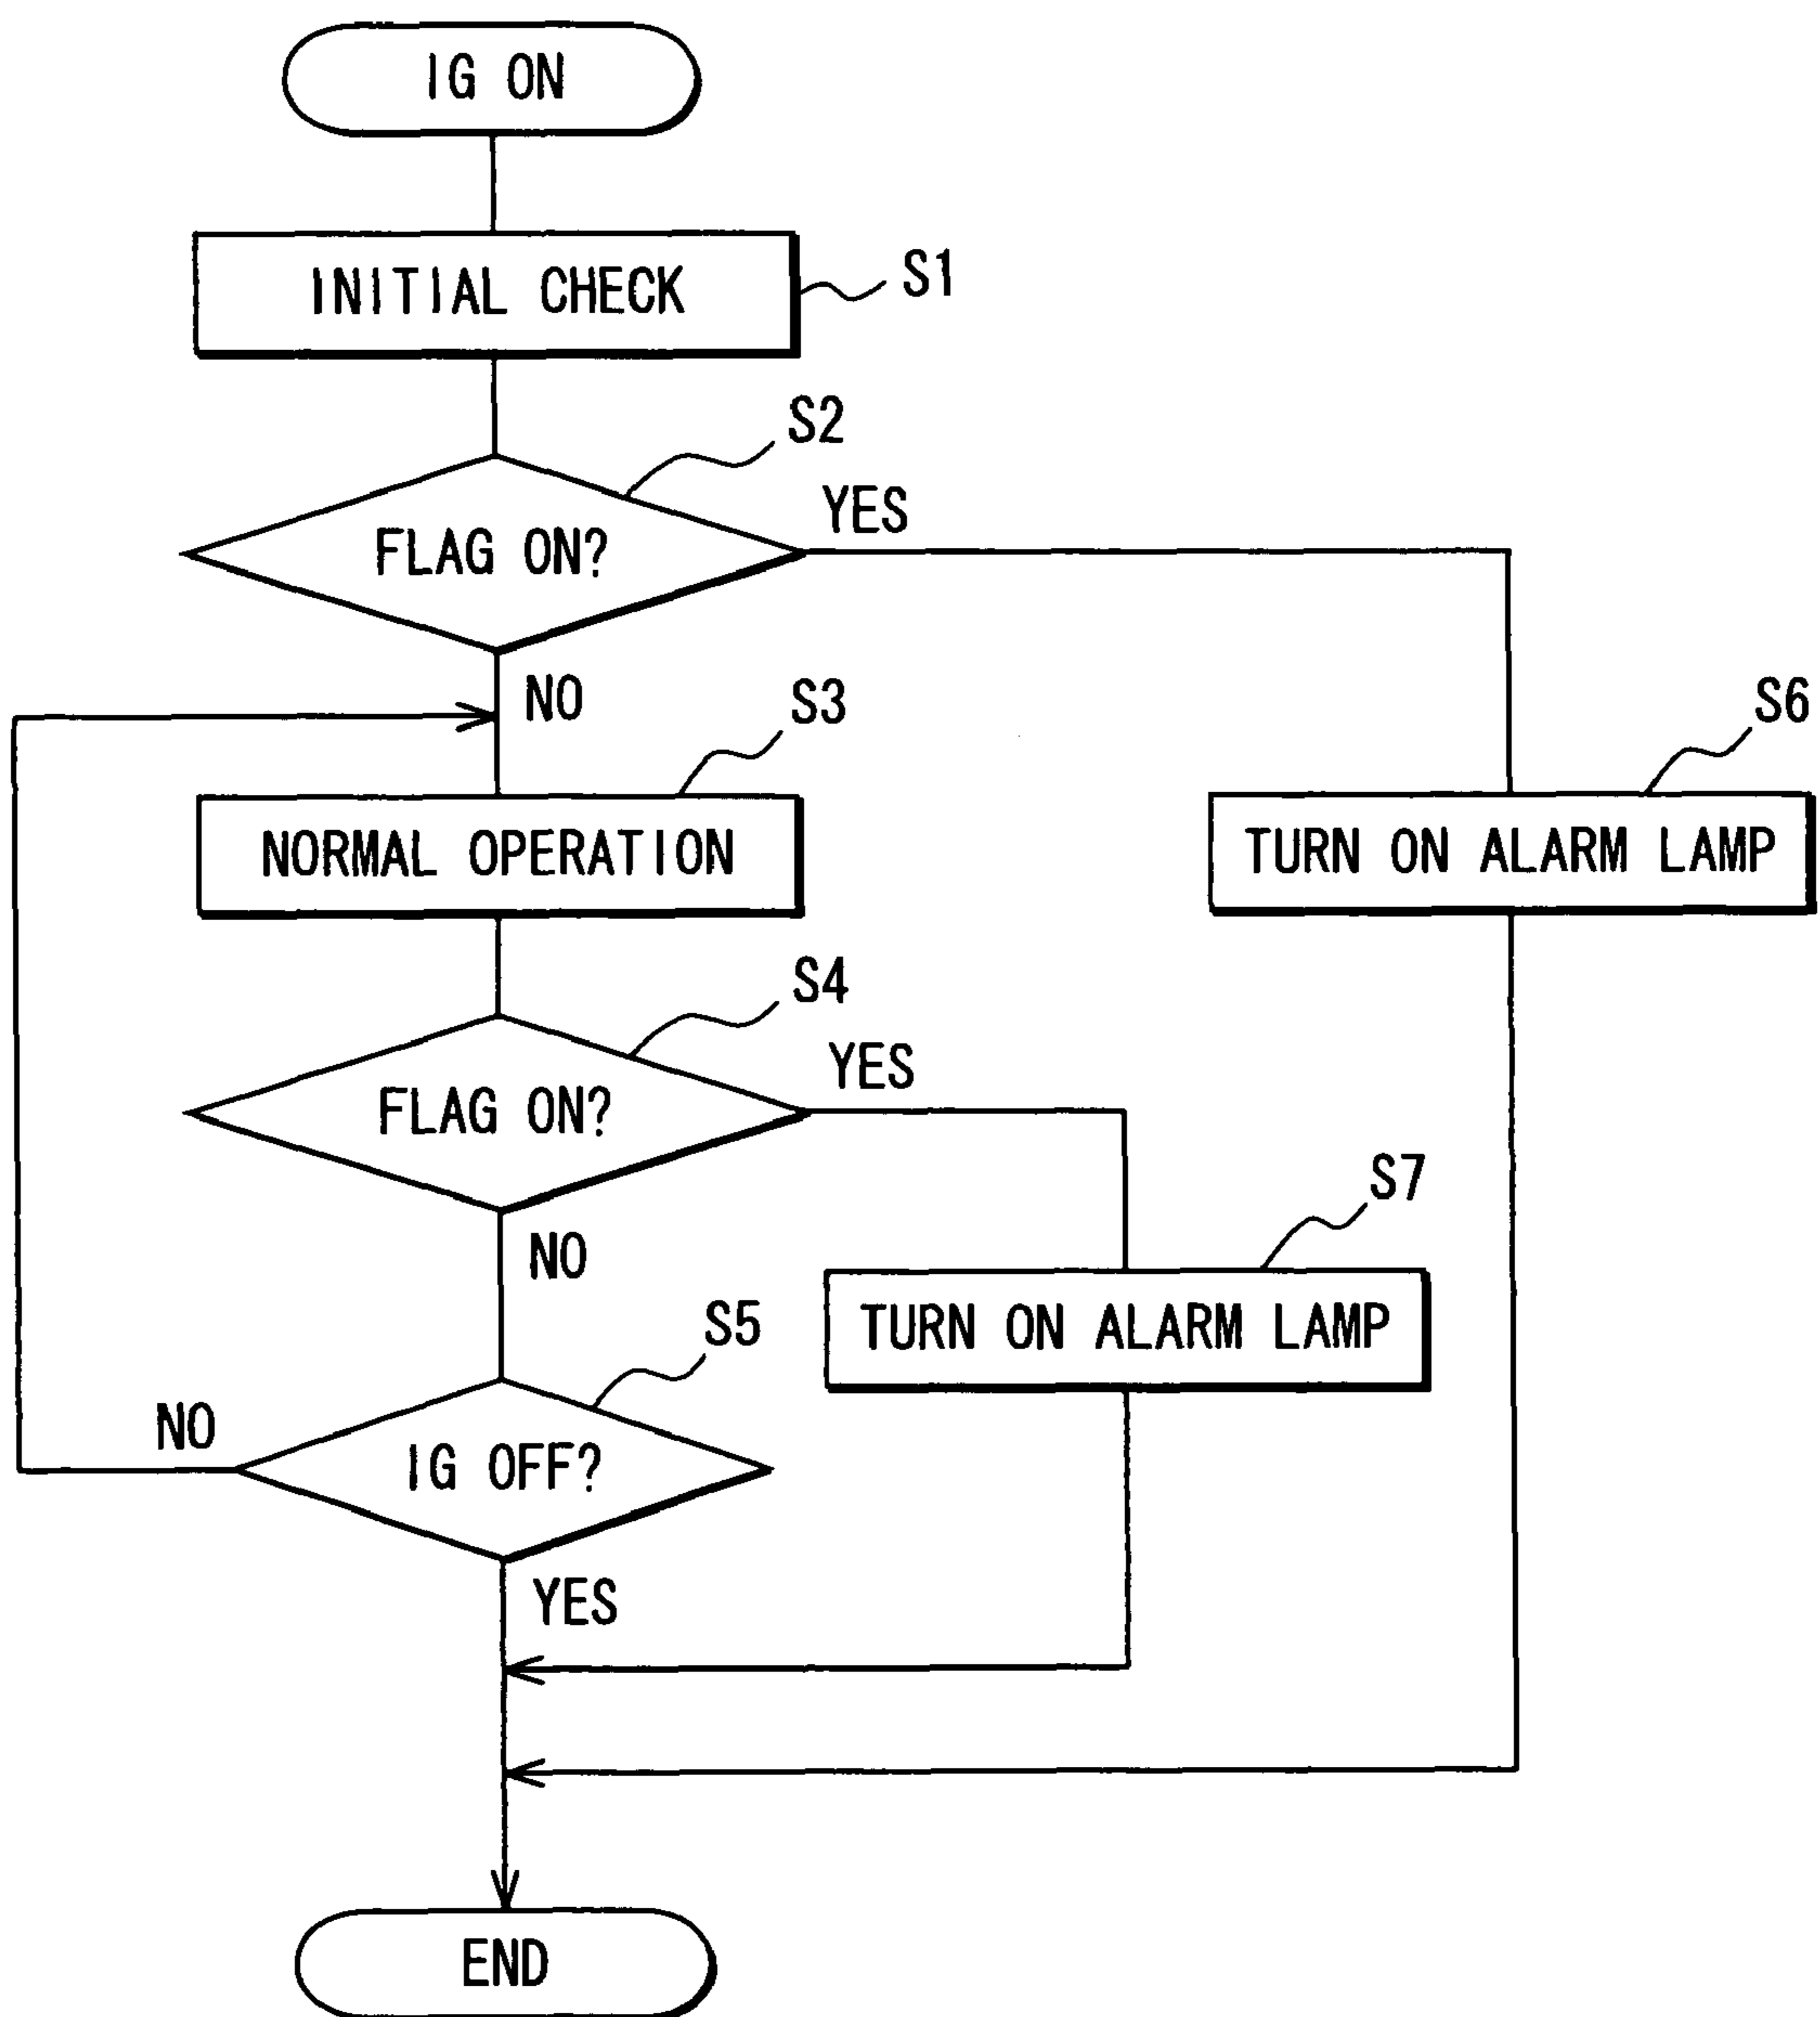 IG ON
INITIAL CHECK
S1
S2
FLAG ON?
YES
NO
S3
S6
NORMAL OPERATION
TURN ON ALARM LAMP
S4
FLAG ON?
YES
NO
S7
TURN ON ALARM LAMP
S5
NO
IG OFF?
YES
END